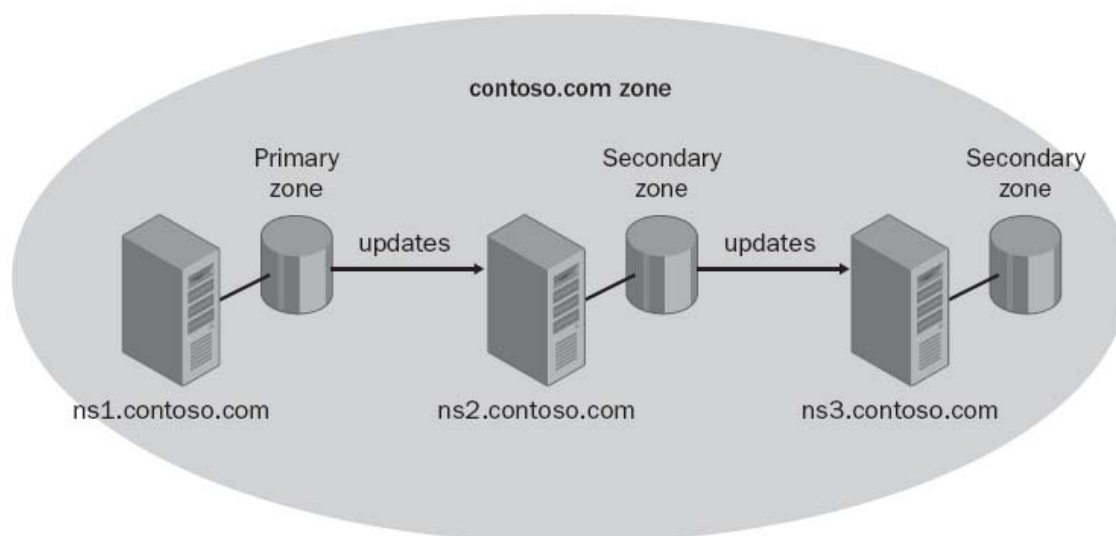 contoso.com zone
Primary
zone
Secondary
zone
Secondary
zone
updates
updates
ns1.contoso.com
ns2.contoso.com
ns3.contoso.com